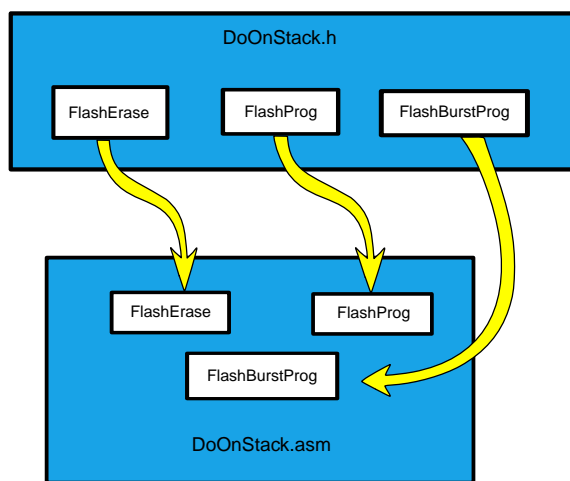 DoOnStack.h
FlashErase
FlashProg
FlashBurstProg
FlashErase
FlashProg
FlashBurstProg
DoOnStack.asm